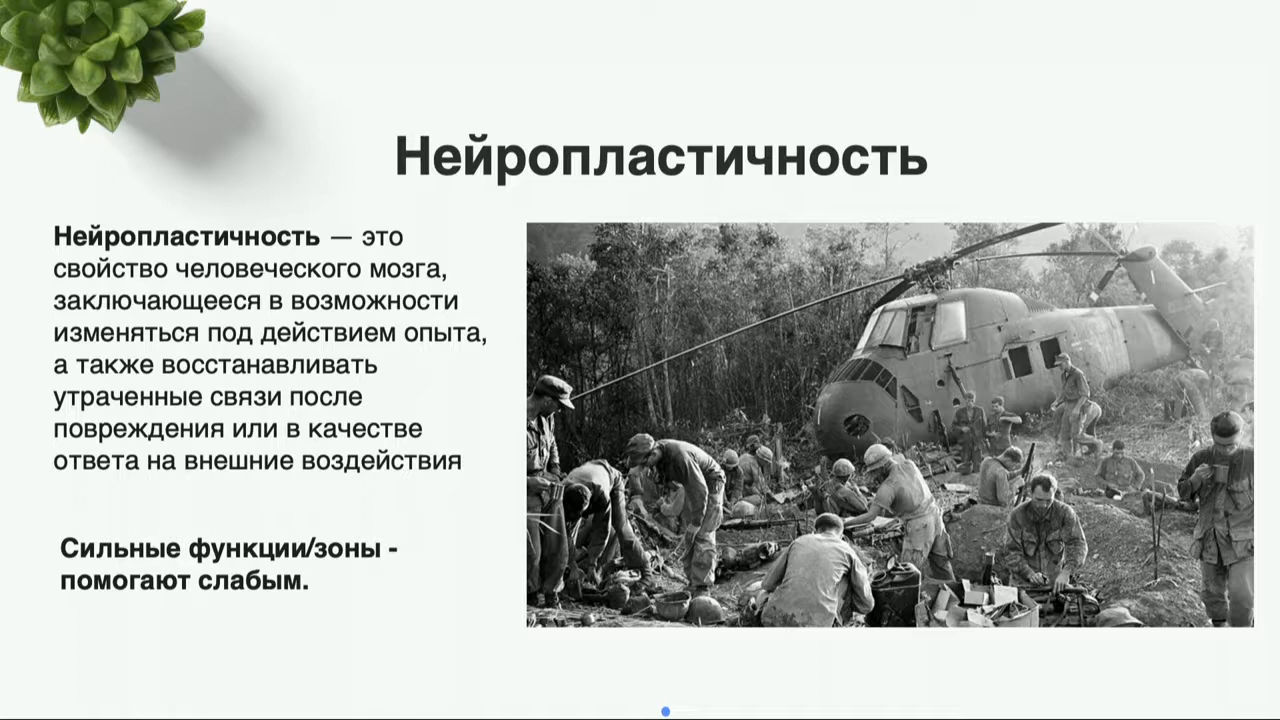 Нейропластичность
Нейропластичность — это
свойство человеческого мозга,
заключающееся в возможности
изменяться под действием опыта,
а также восстанавливать
утраченные связи после
повреждения или в качестве
ответа на внешние воздействия
Сильные функции/зоны -
помогают слабым.